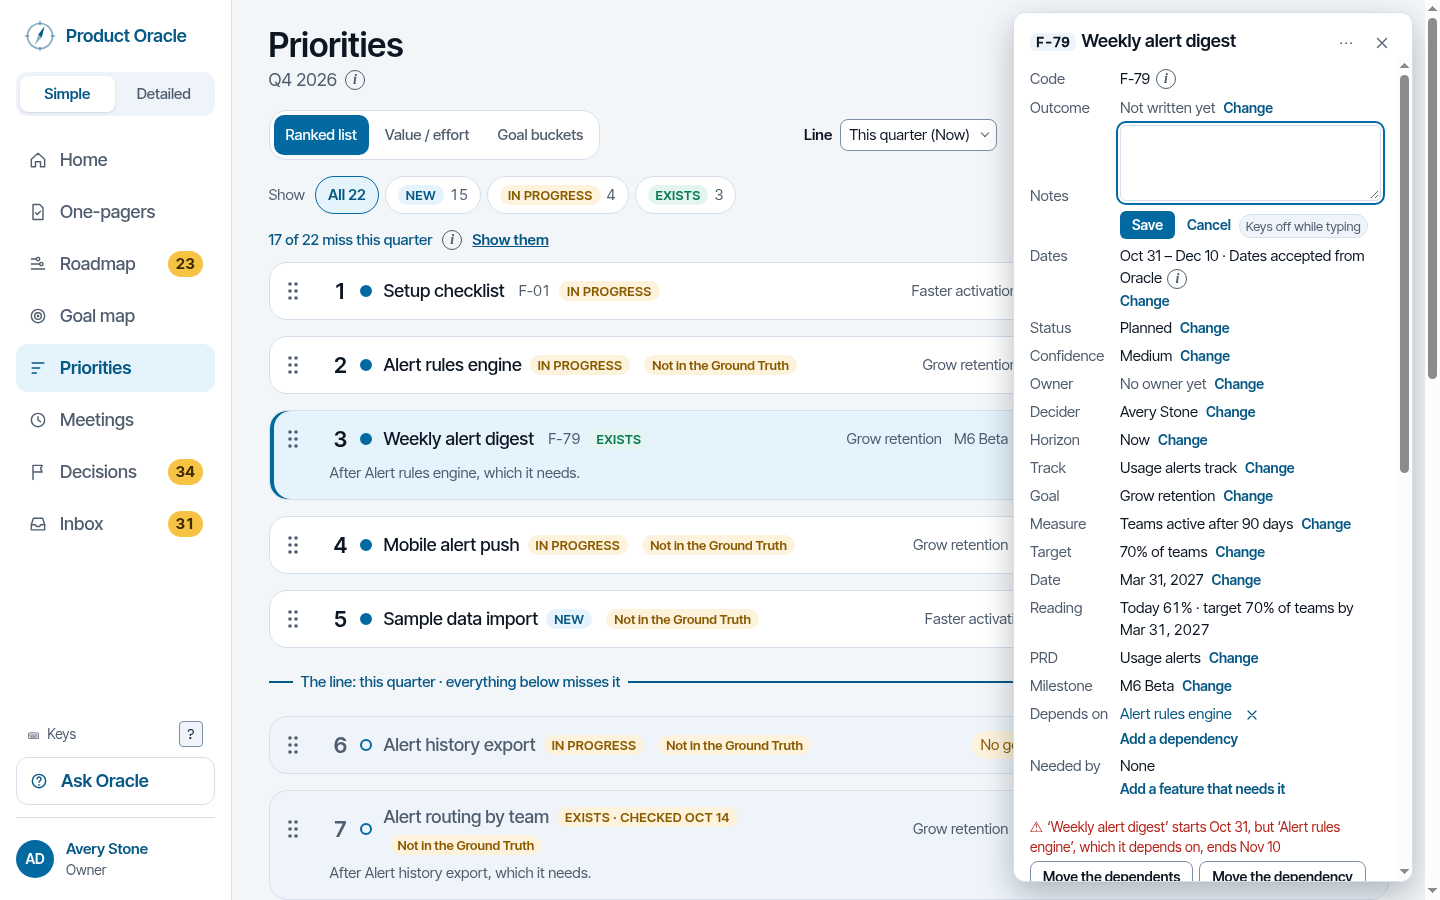 Product Oracle
Simple
Detailed
Home
One-pagers
Roadmap 23
Goal map
Priorities
Meetings
Decisions 34
Inbox 31
Keys ?
Ask Oracle
AD
Avery Stone
Owner
Priorities
Q4 2026 i
Ranked list
Value / effort
Goal buckets
Line This quarter (Now)
Show All 22 NEW 15 IN PROGRESS 4 EXISTS 3
17 of 22 miss this quarter i Show them
1 Setup checklist F-01 IN PROGRESS Faster activation
2 Alert rules engine IN PROGRESS Not in the Ground Truth Grow retention
3 Weekly alert digest F-79 EXISTS Grow retention M6 Beta
After Alert rules engine, which it needs.
4 Mobile alert push IN PROGRESS Not in the Ground Truth Grow retention
5 Sample data import NEW Not in the Ground Truth Faster activati
The line: this quarter · everything below misses it
6 Alert history export IN PROGRESS Not in the Ground Truth No g
7 Alert routing by team EXISTS · CHECKED OCT 14 Grow retention
Not in the Ground Truth
After Alert history export, which it needs.
F-79 Weekly alert digest ···
Code F-79 i
Outcome Not written yet Change
Notes
Save Cancel Keys off while typing
Dates Oct 31 – Dec 10 · Dates accepted from
Oracle i
Change
Status Planned Change
Confidence Medium Change
Owner No owner yet Change
Decider Avery Stone Change
Horizon Now Change
Track Usage alerts track Change
Goal Grow retention Change
Measure Teams active after 90 days Change
Target 70% of teams Change
Date Mar 31, 2027 Change
Reading Today 61% · target 70% of teams by
Mar 31, 2027
PRD Usage alerts Change
Milestone M6 Beta Change
Depends on Alert rules engine
Add a dependency
Needed by None
Add a feature that needs it
⚠ ‘Weekly alert digest’ starts Oct 31, but ‘Alert rules
engine’, which it depends on, ends Nov 10
Move the dependents
Move the dependency